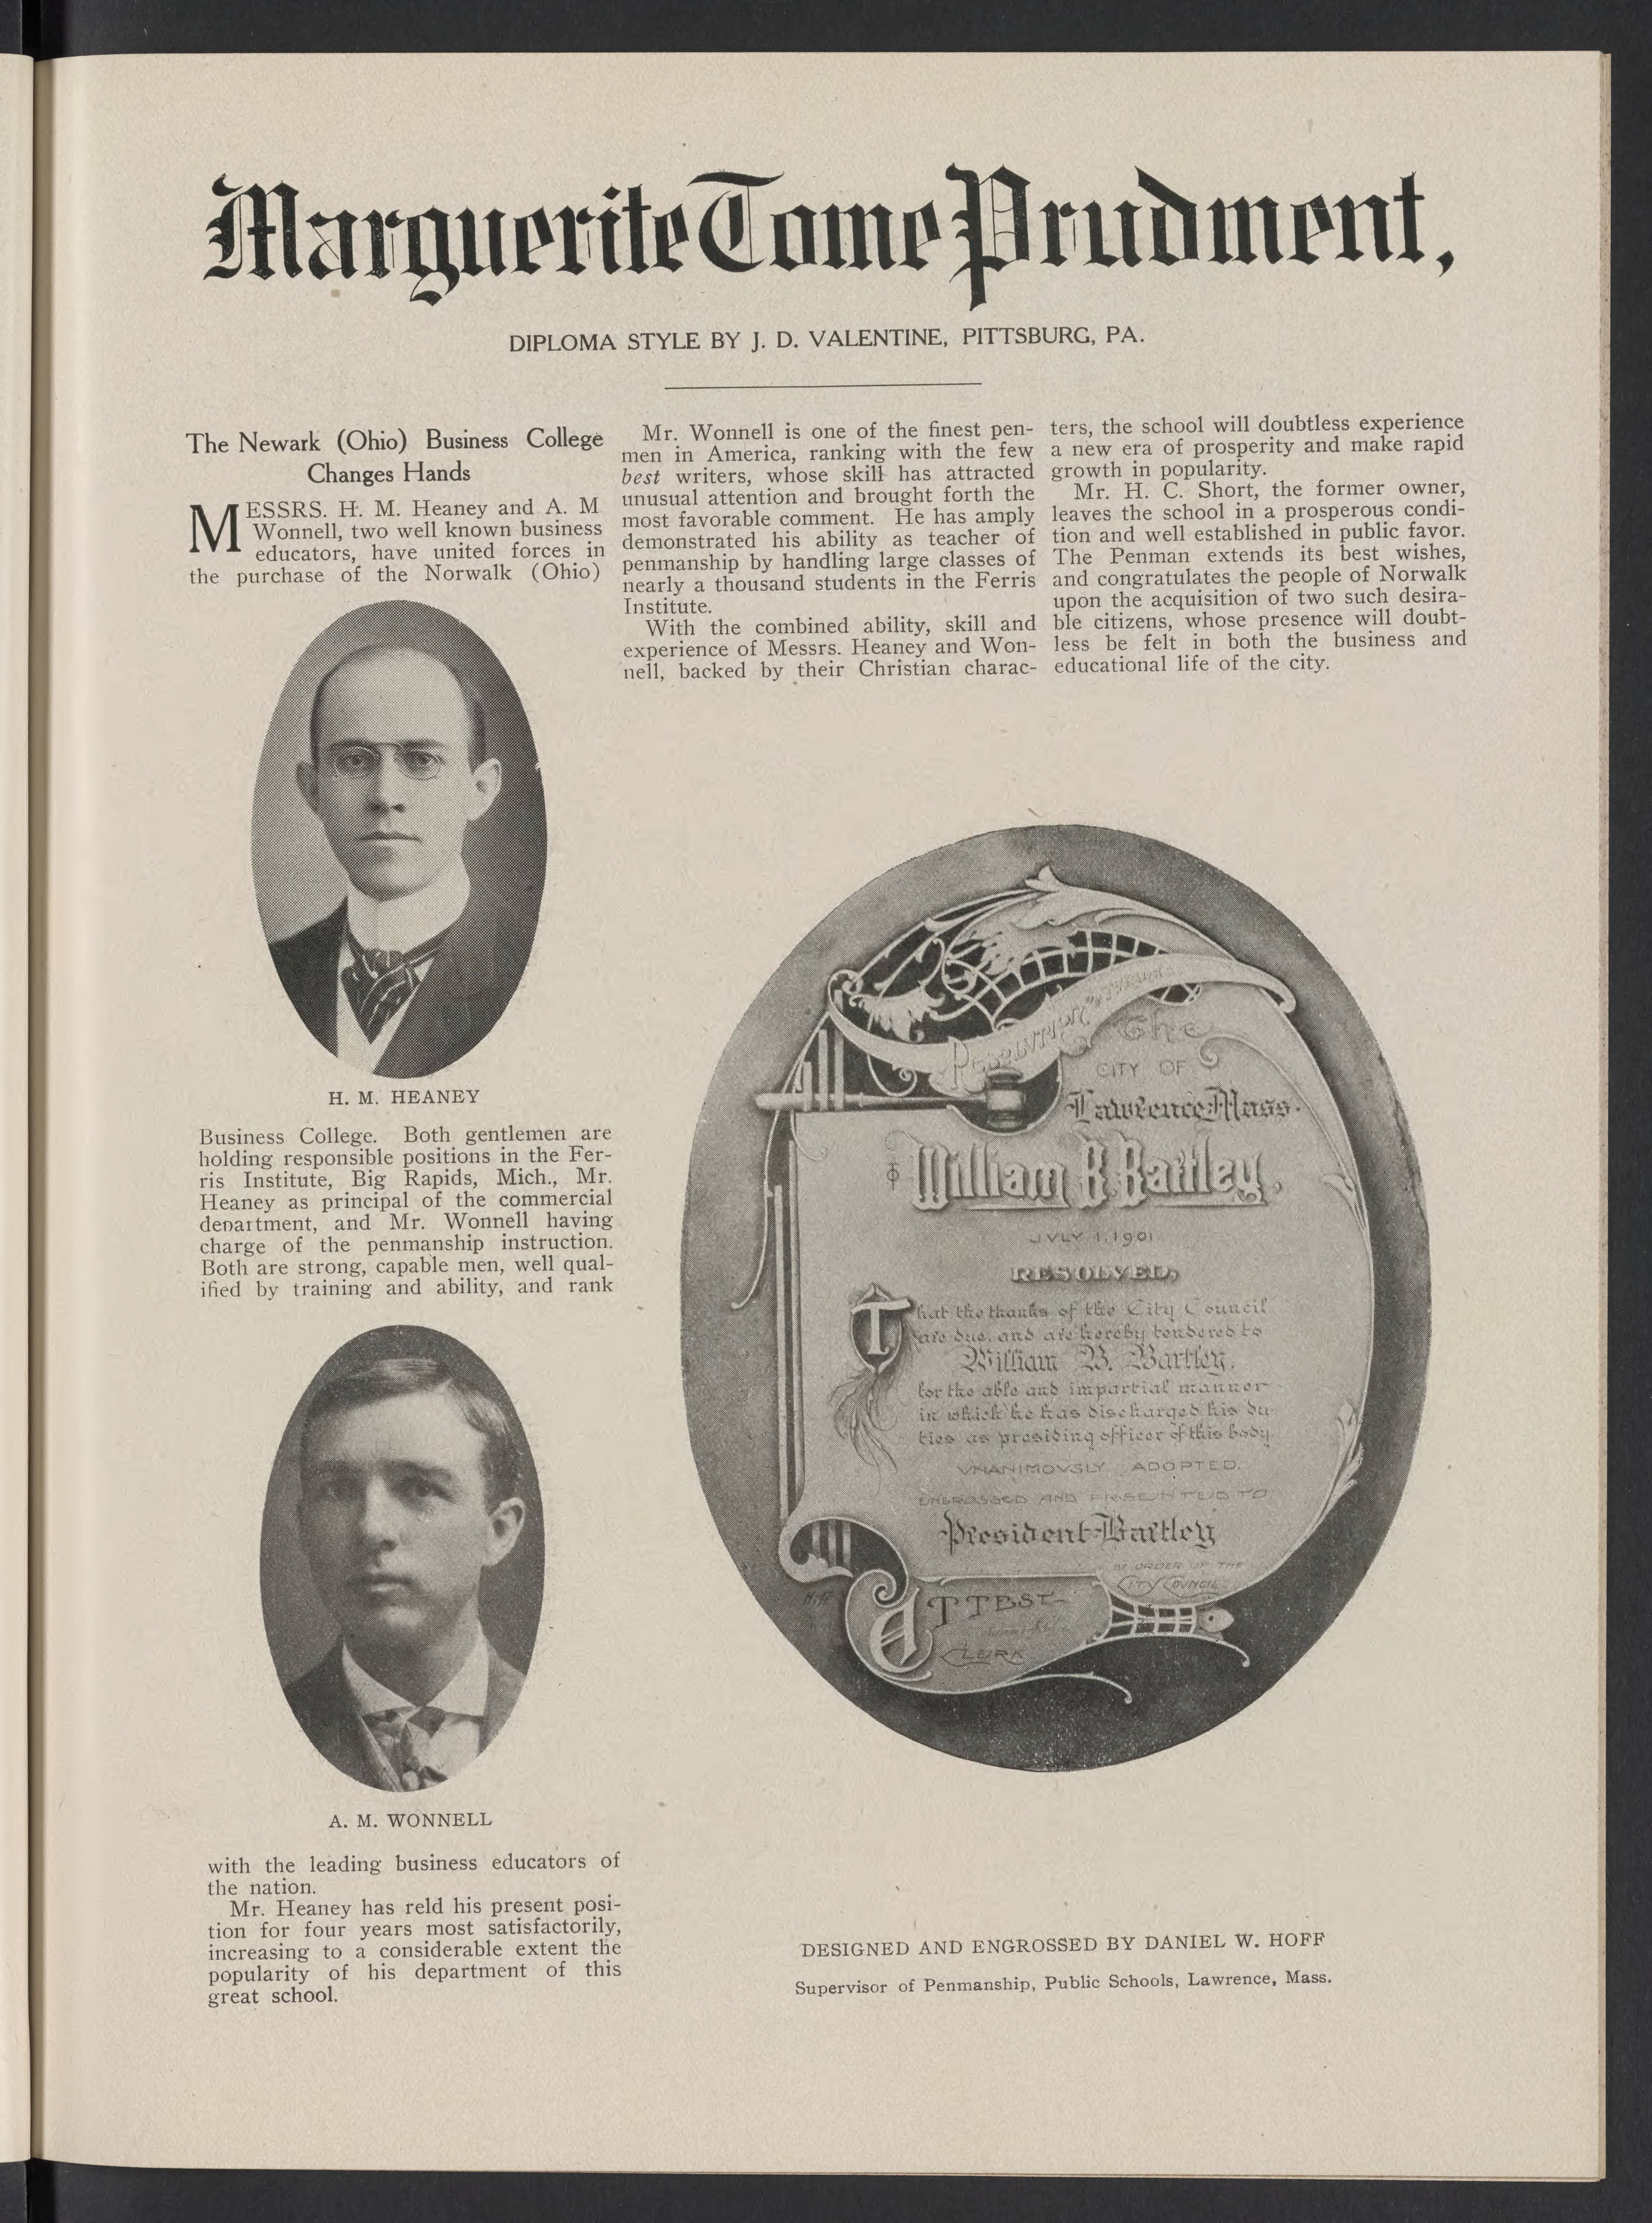 Marguerite Tome Prudment,
DIPLOMA STYLE BY J. D. VALENTINE, PITTSBURG, PA.
The Newark (Ohio) Business College
Changes Hands
MESSRS. H. M. Heaney and A. M
Wonnell, two well known business
educators, have united forces in
the purchase of the Norwalk (Ohio)
H. M. HEANEY
Business College. Both gentlemen are
holding responsible positions in the Fer-
ris Institute, Big Rapids, Mich., Mr.
Heaney as principal of the commercial
department, and Mr. Wonnell having
charge of the penmanship instruction.
Both are strong, capable men, well qual-
ified by training and ability, and rank
A. M. WONNELL
with the leading business educators of
the nation.
Mr. Heaney has reld his present posi-
tion for four years most satisfactorily,
increasing to a considerable extent the
popularity of his department of this
great school.
Mr. Wonnell is one of the finest pen-
men in America, ranking with the few
best writers, whose skill has attracted
unusual attention and brought forth the
most favorable comment. He has amply
demonstrated his ability as teacher of
penmanship by handling large classes of
nearly a thousand students in the Ferris
Institute.
With the combined ability, skill and
experience of Messrs. Heaney and Won-
nell, backed by their Christian charac-
ters, the school will doubtless experience
a new era of prosperity and make rapid
growth in popularity.
Mr. H. C. Short, the former owner,
leaves the school in a prosperous condi-
tion and well established in public favor.
The Penman extends its best wishes,
and congratulates the people of Norwalk
upon the acquisition of two such desira-
ble citizens, whose presence will doubt-
less be felt in both the business and
educational life of the city.
The
CITY OF
Lawrence Mass.
William B Bartley.
JVLY 1, 1901
RESOLVED,
That the thanks of the City Council
are due, and are hereby tendered to
William B. Bartley,
for the able and impartial manner
in which he has discharged his du-
ties as presiding officer of this body.
VNANIMOVSLY ADOPTED.
ENGROSSED AND PRESENTED TO
President Bartley
BY ORDER OF THE
CITY COVNCIL.
ATTEST
CLERK
DESIGNED AND ENGROSSED BY DANIEL W. HOFF
Supervisor of Penmanship, Public Schools, Lawrence, Mass.